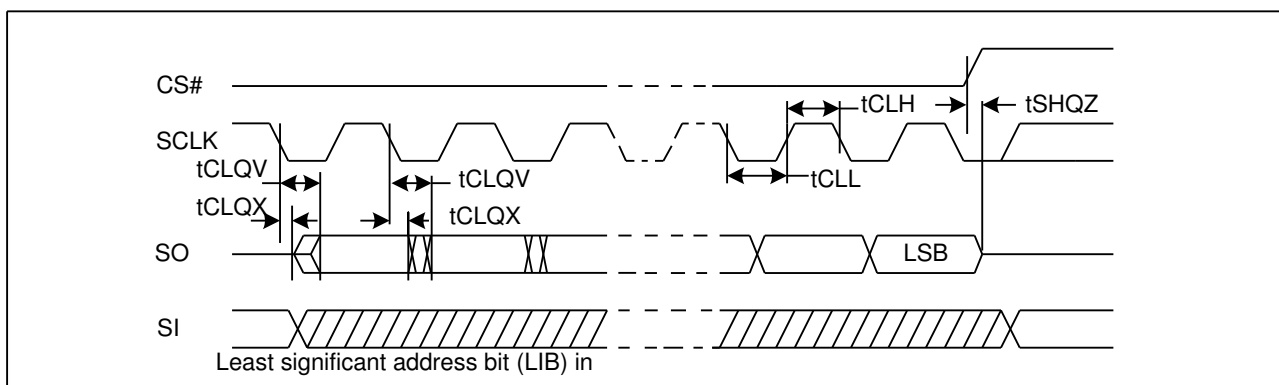 CS#
tCLH
tSHQZ
SCLK
tCLQV
tCLQV
tCLL
tCLQX
tCLQX
SO
LSB
SI
Least significant address bit (LIB) in